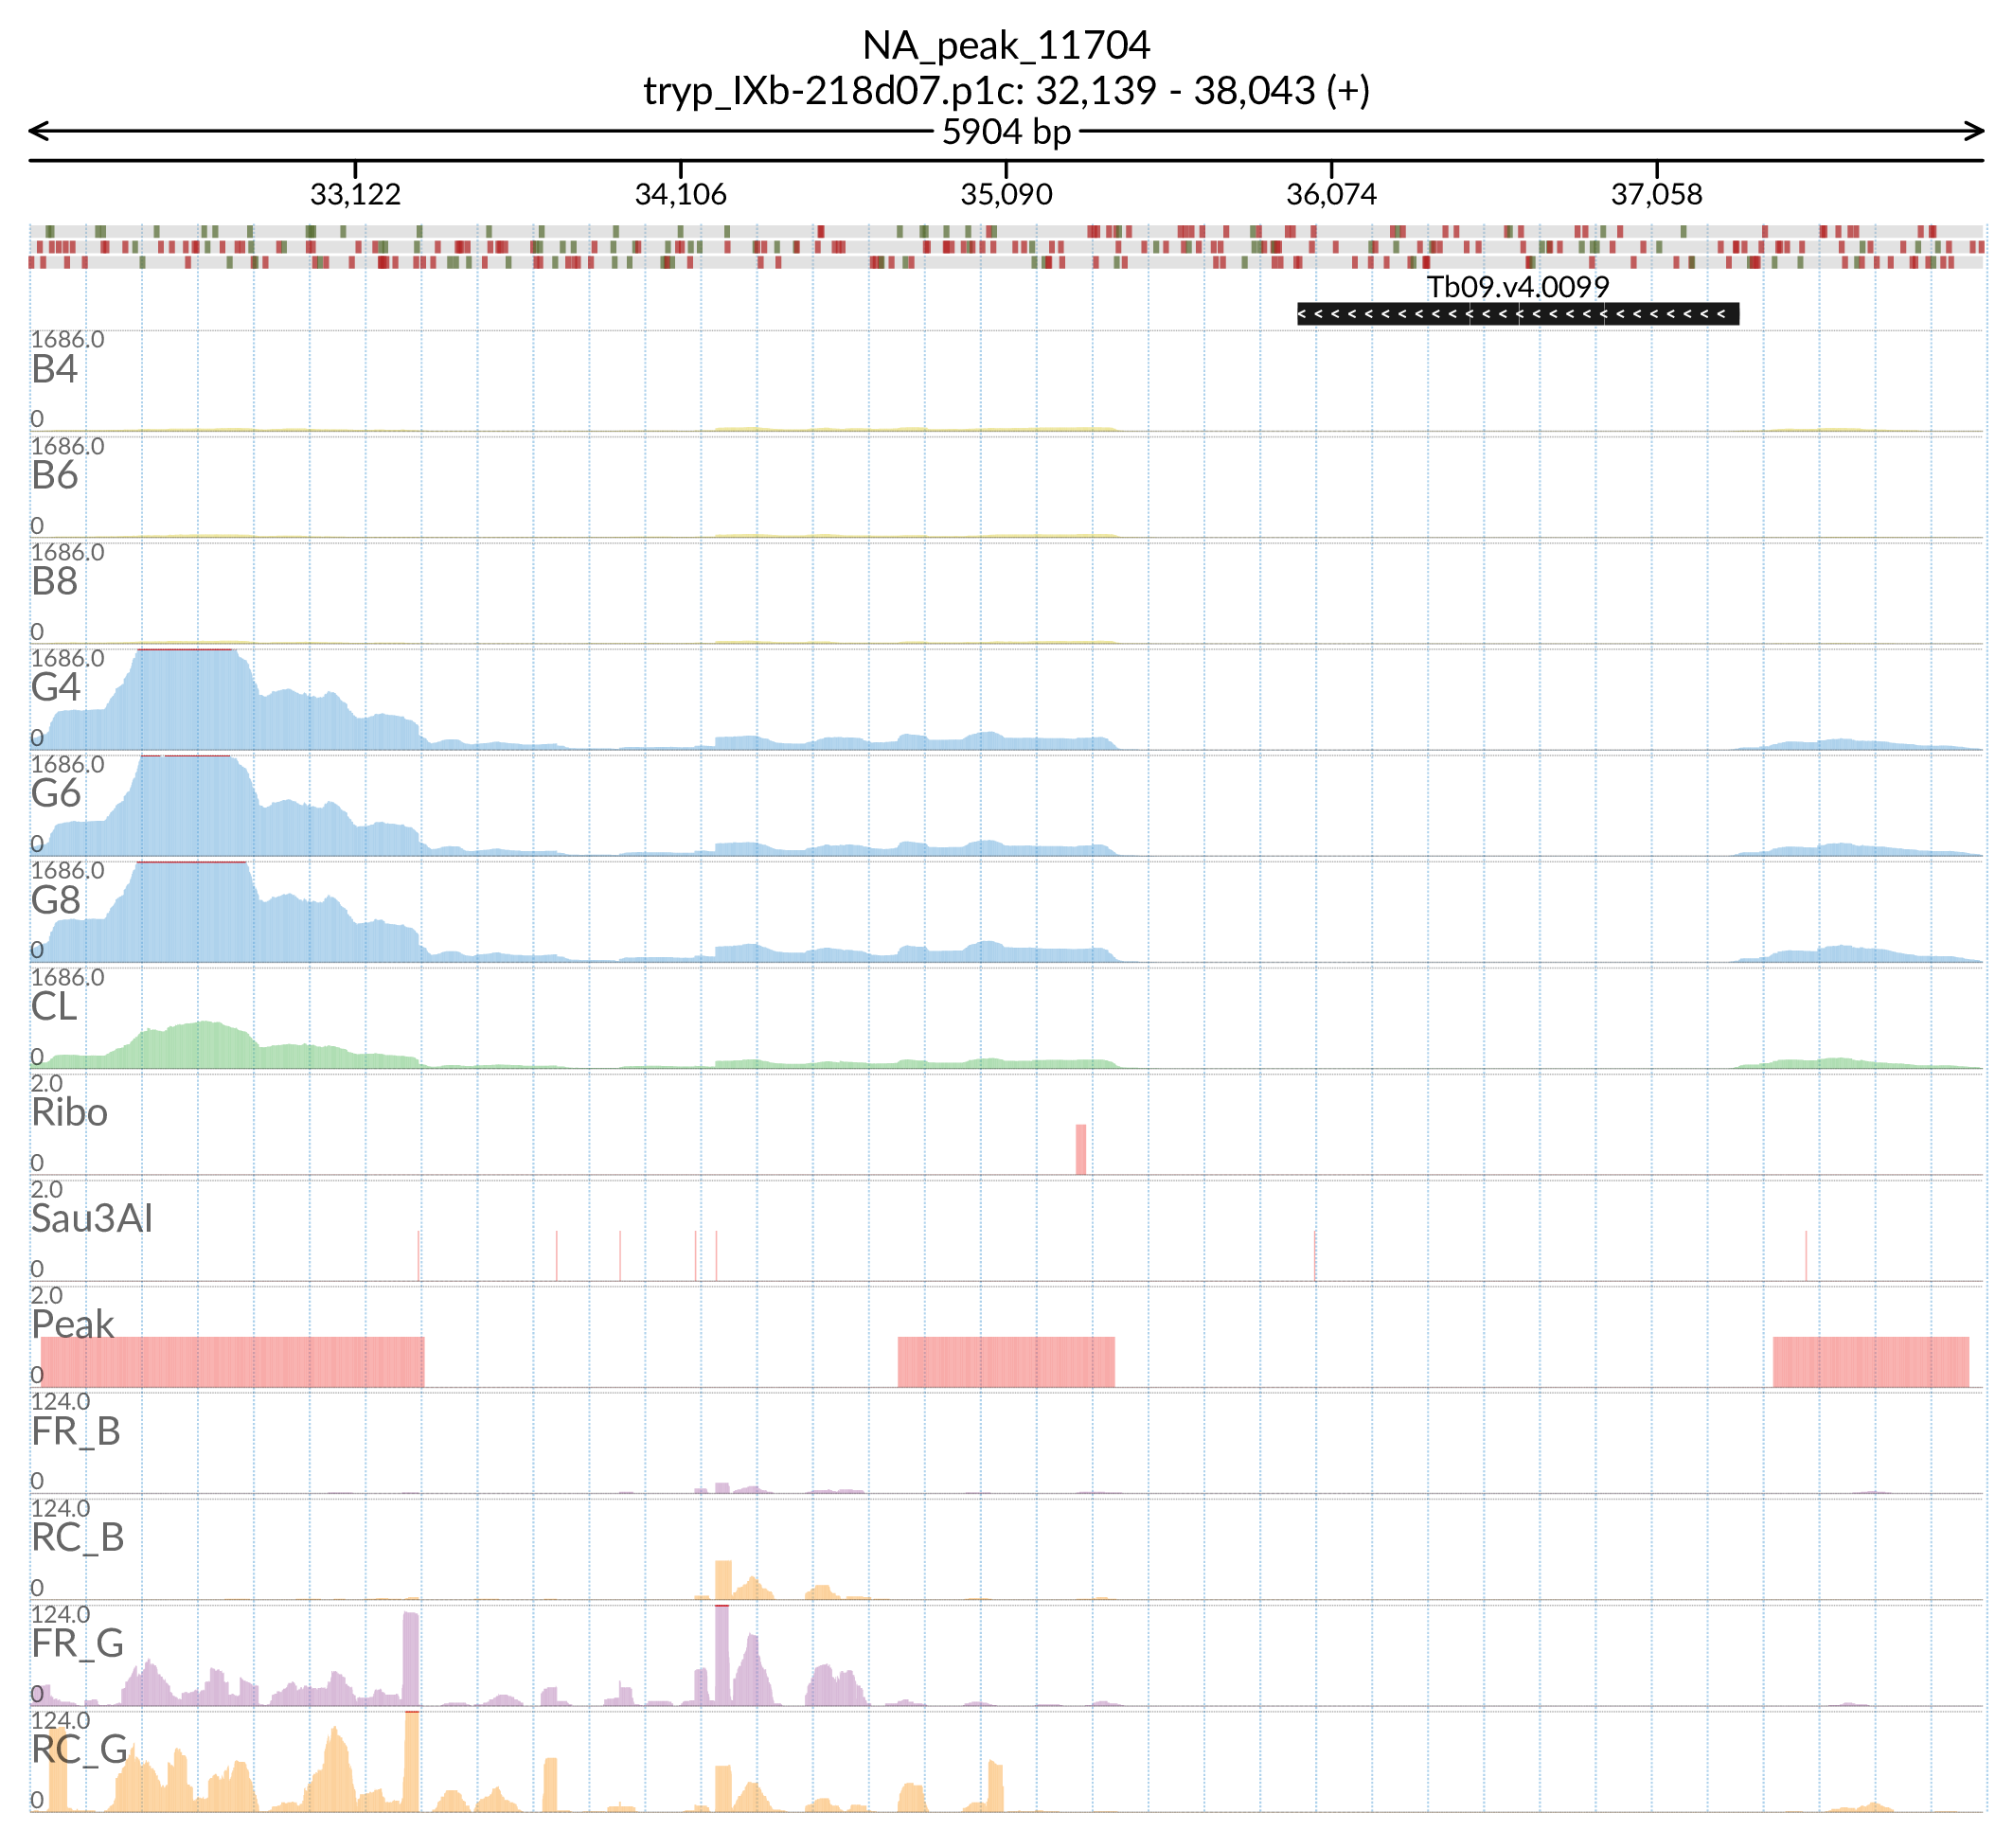 NA_peak_11704
tryp_IXb-218d07.p1c: 32,139 - 38,043 (+)
5904 bp
33,122 34,106 35,090 36,074 37,058
Tb09.v4.0099
1686.0
B4
0
1686.0
B6
0
1686.0
B8
0
1686.0
G4
0
1686.0
G6
0
1686.0
G8
0
1686.0
CL
0
2.0
Ribo
0
2.0
Sau3AI
0
2.0
Peak
0
124.0
FR_B
0
124.0
RC_B
0
124.0
FR_G
0
124.0
RC_G
0